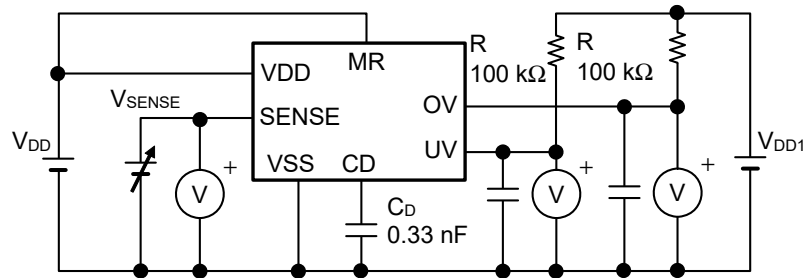 R
R
100 kΩ
100 kΩ
MR
VDD
VSENSE
SENSE
OV
VDD
UV
VDD1
VSS
CD
+
+
+
V
V
V
CD
0.33 nF